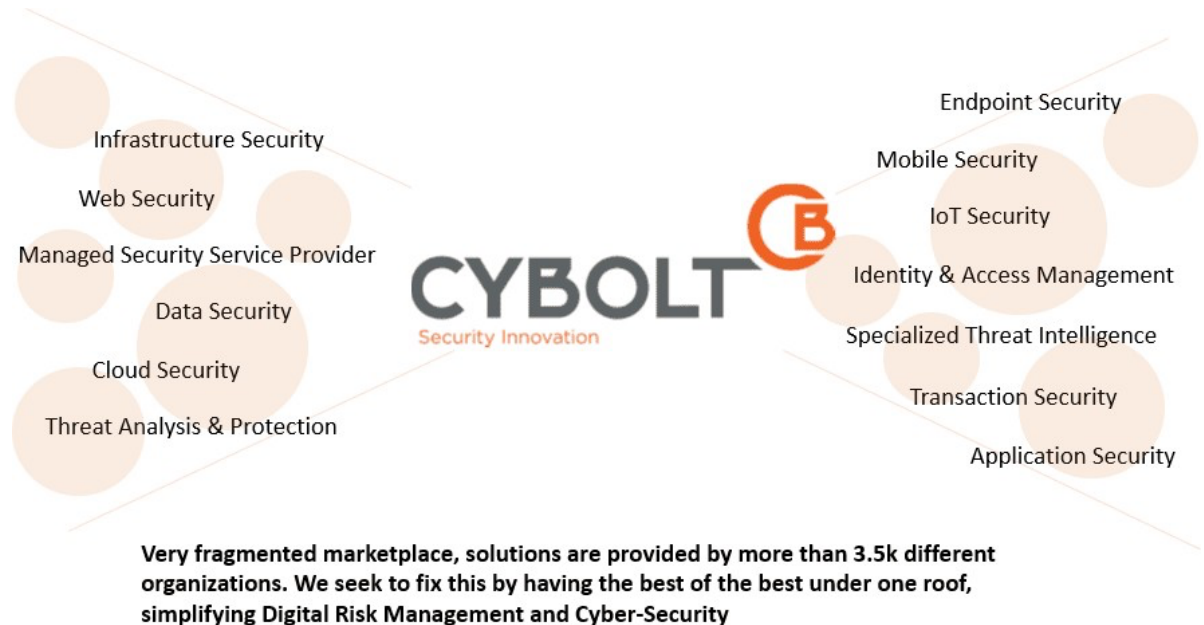 Infrastructure Security
Web Security
Managed Security Service Provider
Data Security
Cloud Security
Threat Analysis & Protection
CYBOLT
CB
Security Innovation
Endpoint Security
Mobile Security
IoT Security
Identity & Access Management
Specialized Threat Intelligence
Transaction Security
Application Security
Very fragmented marketplace, solutions are provided by more than 3.5k different
organizations. We seek to fix this by having the best of the best under one roof,
simplifying Digital Risk Management and Cyber-Security